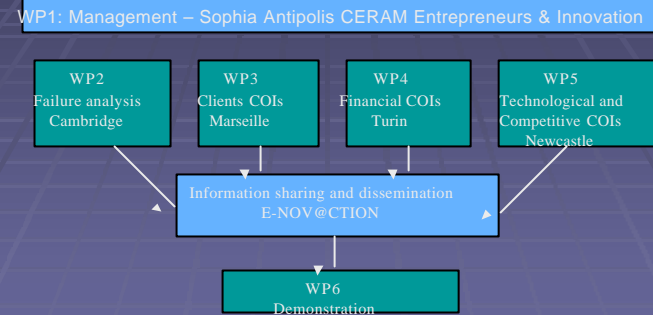 WP1: Management – Sophia Antipolis CERAM Entrepreneurs & Innovation
WP2
Failure analysis
Cambridge
WP3
Clients COIs
Marseille
WP4
Financial COIs
Turin
WP5
Technological and
Competitive COIs
Newcastle
Information sharing and dissemination
E-NOV@CTION
WP6
Demonstration